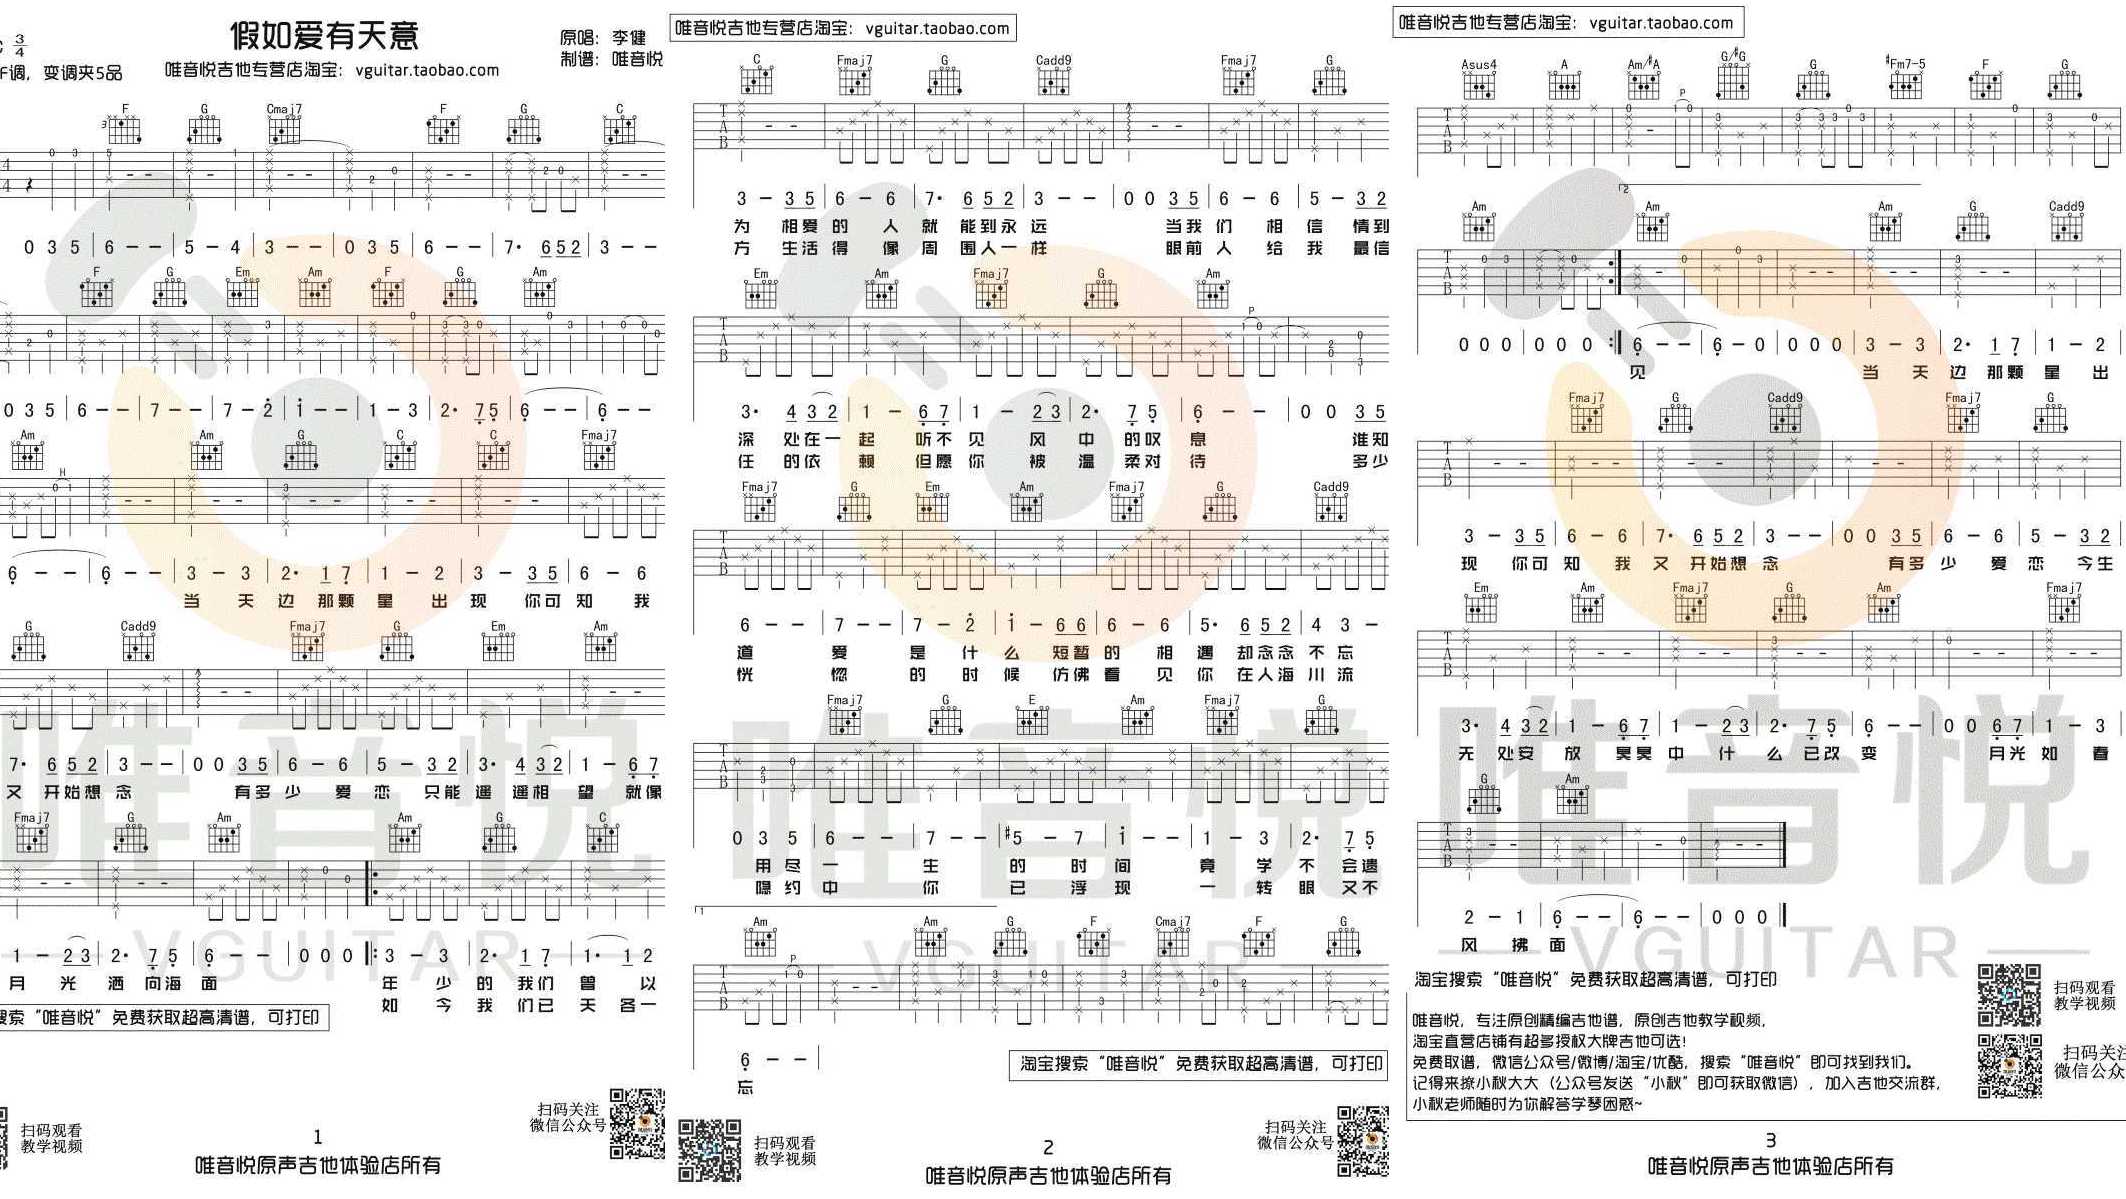 假如爱有天意
C 3/4
F调，变调夹5品
原唱：李健
制谱：唯音悦
唯音悦吉他专营店淘宝：vguitar.taobao.com
F G Cmaj7 F G C
0 3 5 6 - - 5 - 4 3 - - 0 3 5 6 - - 7· 6 5 2 3 - -
F G Em Am F G Am
0 3 5 6 - - 7 - - 7 - 2 1 - - 1 - 3 2· 7 5 6 - - 6 - -
Am Am G C C Fmaj7
6 - - 6 - - 3 - 3 2· 1 7 1 - 2 3 - 3 5 6 - 6
当 天 边 那颗 星 出 现 你可 知 我
G Cadd9 Fmaj7 G Em Am
7· 6 5 2 3 - - 0 0 3 5 6 - 6 5 - 3 2 3· 4 3 2 1 - 6 7
又 开始想 念 有多 少 爱 恋 只能 遥 遥相 望 就像
Fmaj7 G Am Am G C
1 - 2 3 2· 7 5 6 - - 0 0 0 3 - 3 2· 1 7 1· 1 2
月 光 洒 向海 面 年 少 的 我们 曾 以
如 今 我 们已 天 各一
搜索“唯音悦”免费获取超高清谱，可打印
扫码观看
教学视频
扫码关注
微信公众号
1
唯音悦原声吉他体验店所有
唯音悦吉他专营店淘宝：vguitar.taobao.com
C Fmaj7 G Cadd9 Fmaj7 G
3 - 3 5 6 - 6 7· 6 5 2 3 - - 0 0 3 5 6 - 6 5 - 3 2
为 相爱 的 人 就 能到永 远 当我 们 相 信 情到
方 生活 得 像 周 围人一 样 眼前 人 给 我 最信
Em Am Fmaj7 G Am
3· 4 3 2 1 - 6 7 1 - 2 3 2· 7 5 6 - - 0 0 3 5
深 处在一 起 听不 见 风 中 的叹 息 谁知
任 的依 赖 但愿 你 被 温 柔对 待 多少
Fmaj7 G Em Am Fmaj7 G Cadd9
6 - - 7 - - 7 - 2 1 - 6 6 6 - 6 5· 6 5 2 4 3 -
道 爱 是 什 么 短暂 的 相 遇 却念念 不 忘
恍 惚 的 时 候 仿佛 看 见 你 在人海 川 流
Fmaj7 G E Am Fmaj7 G
0 3 5 6 - - 7 - - #5 - 7 1 - - 1 - 3 2· 7 5
用 尽 一 生 的 时 间 竟 学 不 会遗
隐 约 中 你 已 浮 现 一 转 眼 又不
1
Am Am G F Cmaj7 F G
6 - -
忘
淘宝搜索“唯音悦”免费获取超高清谱，可打印
扫码观看
教学视频
扫码关注
微信公众号
2
唯音悦原声吉他体验店所有
唯音悦吉他专营店淘宝：vguitar.taobao.com
Asus4 A Am/#A G/#G G #Fm7-5 F G
2
Am Am Am G Cadd9
0 0 0 0 0 0 6 - - 6 - 0 0 0 0 3 - 3 2· 1 7 1 - 2
见 当 天 边 那颗 星 出
Fmaj7 G Cadd9 Fmaj7 G
3 - 3 5 6 - 6 7· 6 5 2 3 - - 0 0 3 5 6 - 6 5 - 3 2
现 你可 知 我 又 开始想 念 有多 少 爱 恋 今生
Em Am Fmaj7 G Am Fmaj7
3· 4 3 2 1 - 6 7 1 - 2 3 2· 7 5 6 - - 0 0 6 7 1 - 3
无 处安 放 冥冥 中 什 么 已改 变 月光 如 春
G Am
2 - 1 6 - - 6 - - 0 0 0
风 拂 面
淘宝搜索“唯音悦”免费获取超高清谱，可打印
唯音悦，专注原创精编吉他谱，原创吉他教学视频，
淘宝直营店铺有超多授权大牌吉他可选！
免费取谱，微信公众号/微博/淘宝/优酷，搜索“唯音悦”即可找到我们。
记得来撩小秋大大（公众号发送“小秋”即可获取微信），加入吉他交流群，
小秋老师随时为你解答学琴困惑~
扫码观看
教学视频
扫码关注
微信公众
3
唯音悦原声吉他体验店所有
唯音悦
VGUITAR